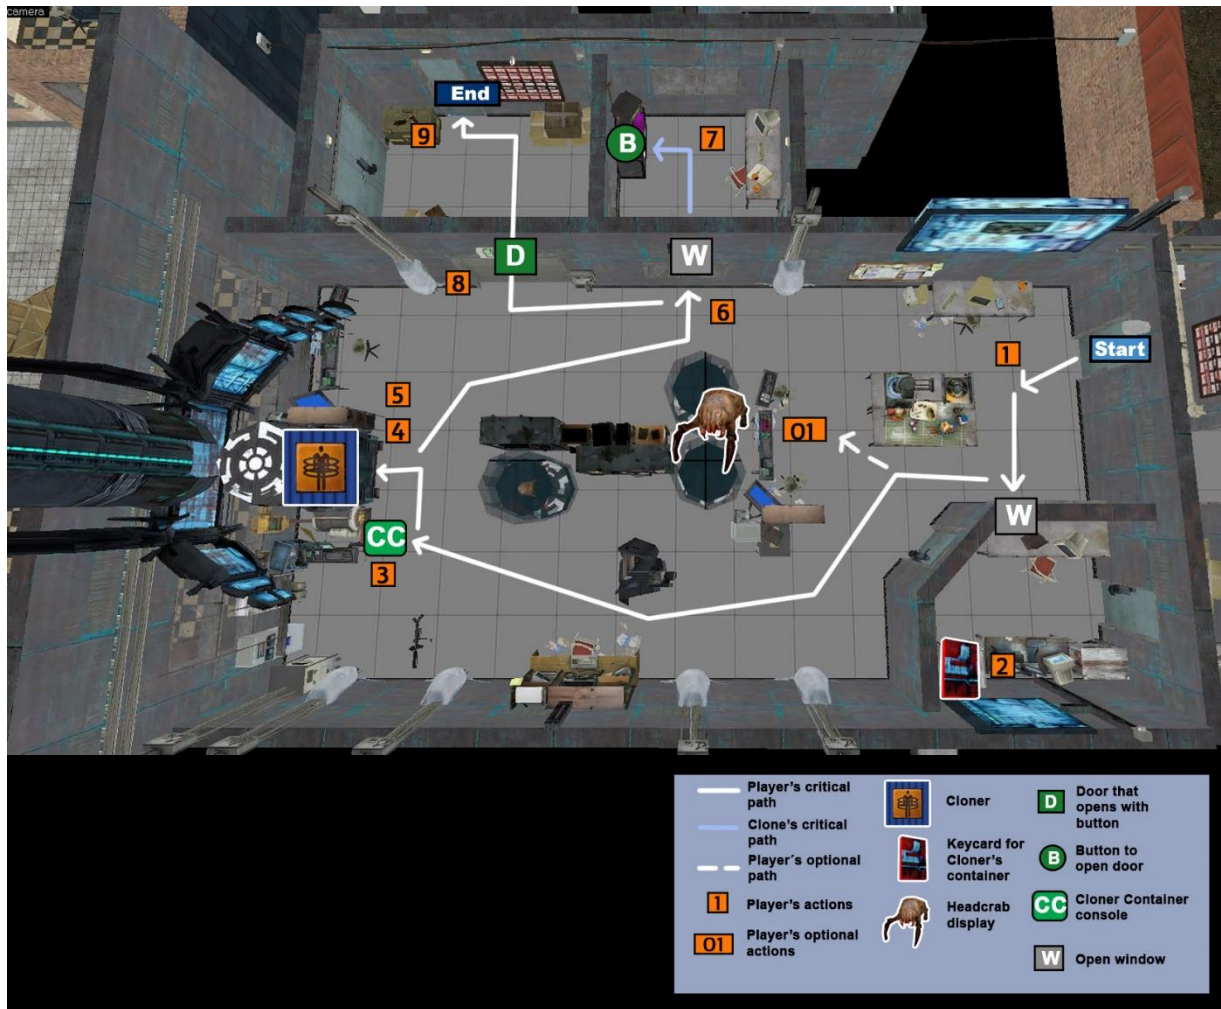 camera
End
9
B
7
D
W
8
6
1
Start
5
4
O1
W
CC
3
2
Player's critical
path
Clone's critical
path
Player´s optional
path
1
Player's actions
O1
Player's optional
actions
Cloner
Keycard for
Cloner's
container
Headcrab
display
D
Door that
opens with
button
B
Button to
open door
CC
Cloner Container
console
W
Open window